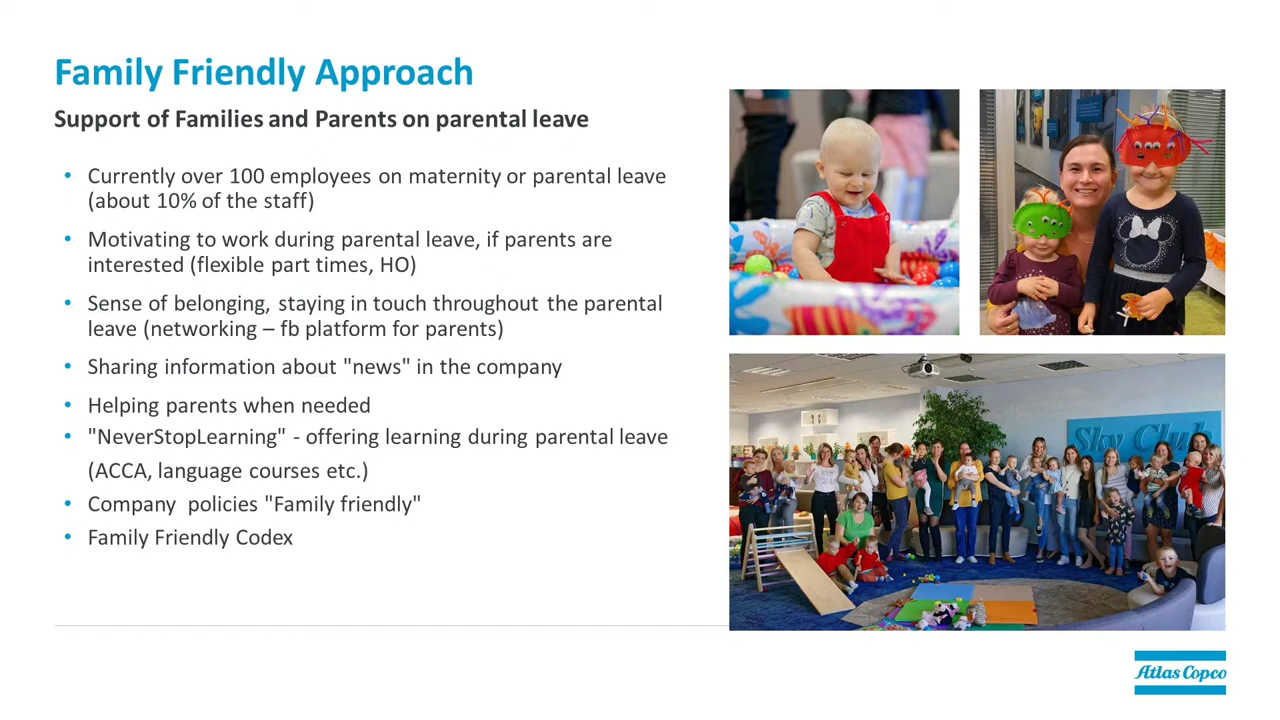 Family Friendly Approach
Support of Families and Parents on parental leave
• Currently over 100 employees on maternity or parental leave
(about 10% of the staff)
• Motivating to work during parental leave, if parents are
interested (flexible part times, HO)
• Sense of belonging, staying in touch throughout the parental
leave (networking – fb platform for parents)
• Sharing information about "news" in the company
• Helping parents when needed
• "NeverStopLearning" - offering learning during parental leave
(ACCA, language courses etc.)
• Company policies "Family friendly"
• Family Friendly Codex
Sky Club
Atlas Copco